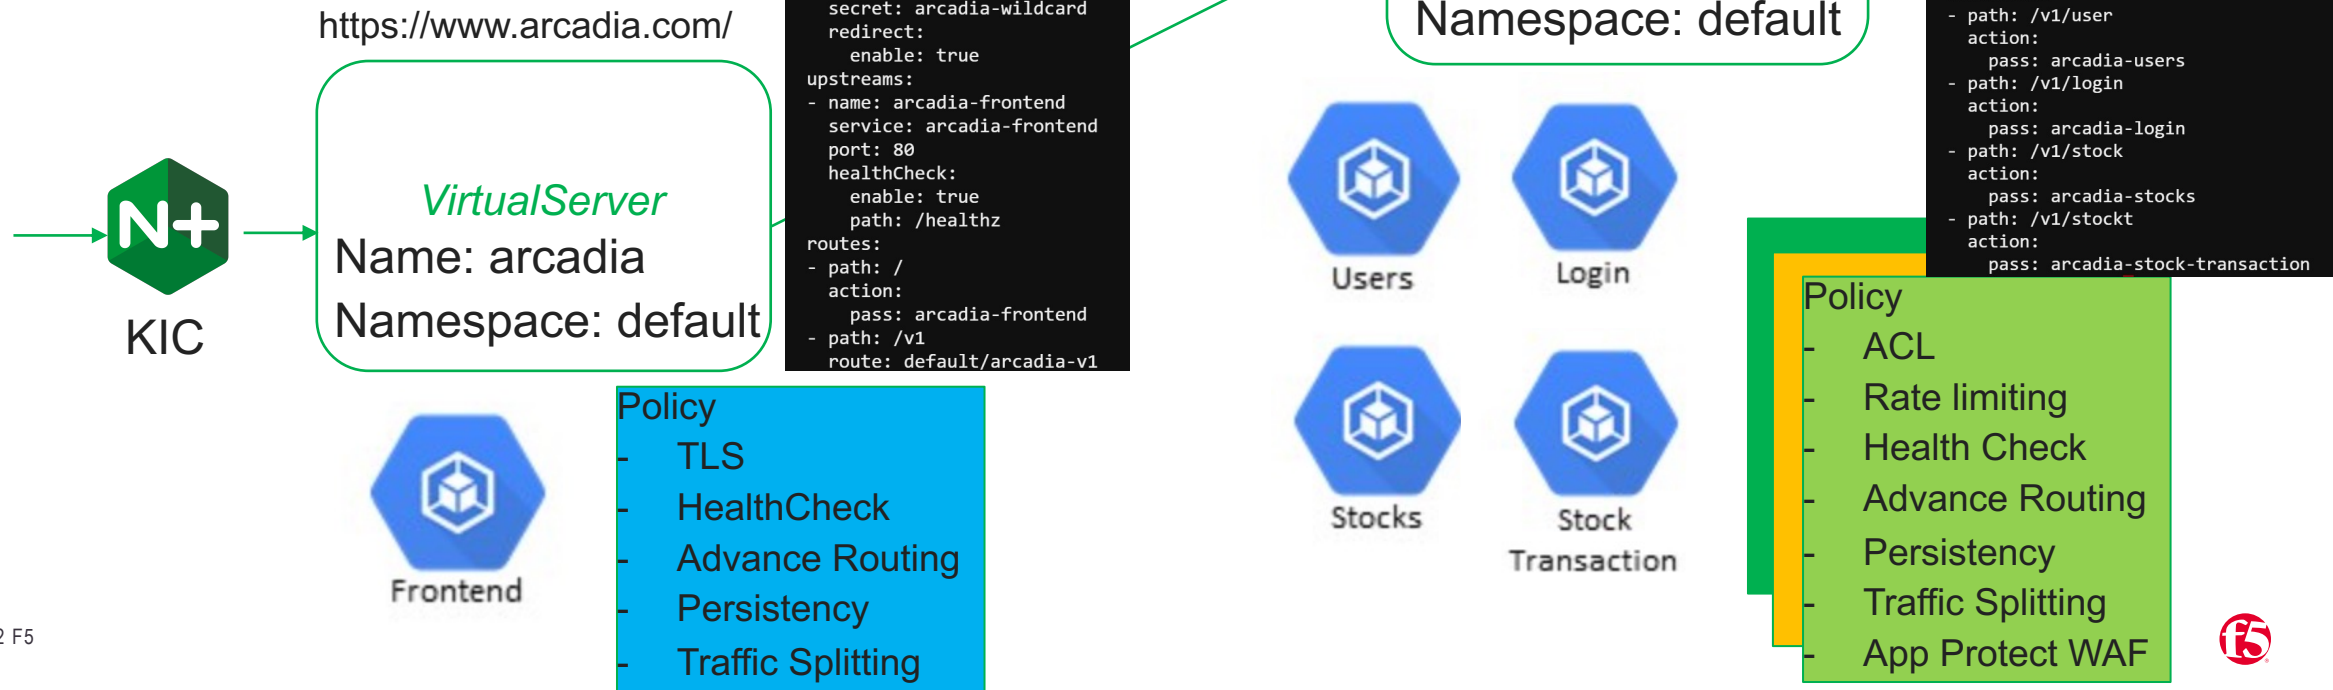 https://www.arcadia.com/
N+
KIC
VirtualServer
Name: arcadia
Namespace: default
secret: arcadia-wildcard
redirect:
enable: true
upstreams:
- name: arcadia-frontend
service: arcadia-frontend
port: 80
healthCheck:
enable: true
path: /healthz
routes:
- path: /
action:
pass: arcadia-frontend
- path: /v1
route: default/arcadia-v1
Frontend
Policy
- TLS
- HealthCheck
- Advance Routing
- Persistency
- Traffic Splitting
Namespace: default
Users
Login
Stocks
Stock
Transaction
- path: /v1/user
action:
pass: arcadia-users
- path: /v1/login
action:
pass: arcadia-login
- path: /v1/stock
action:
pass: arcadia-stocks
- path: /v1/stockt
action:
pass: arcadia-stock-transaction
Policy
- ACL
- Rate limiting
- Health Check
- Advance Routing
- Persistency
- Traffic Splitting
- App Protect WAF
2 F5
f5